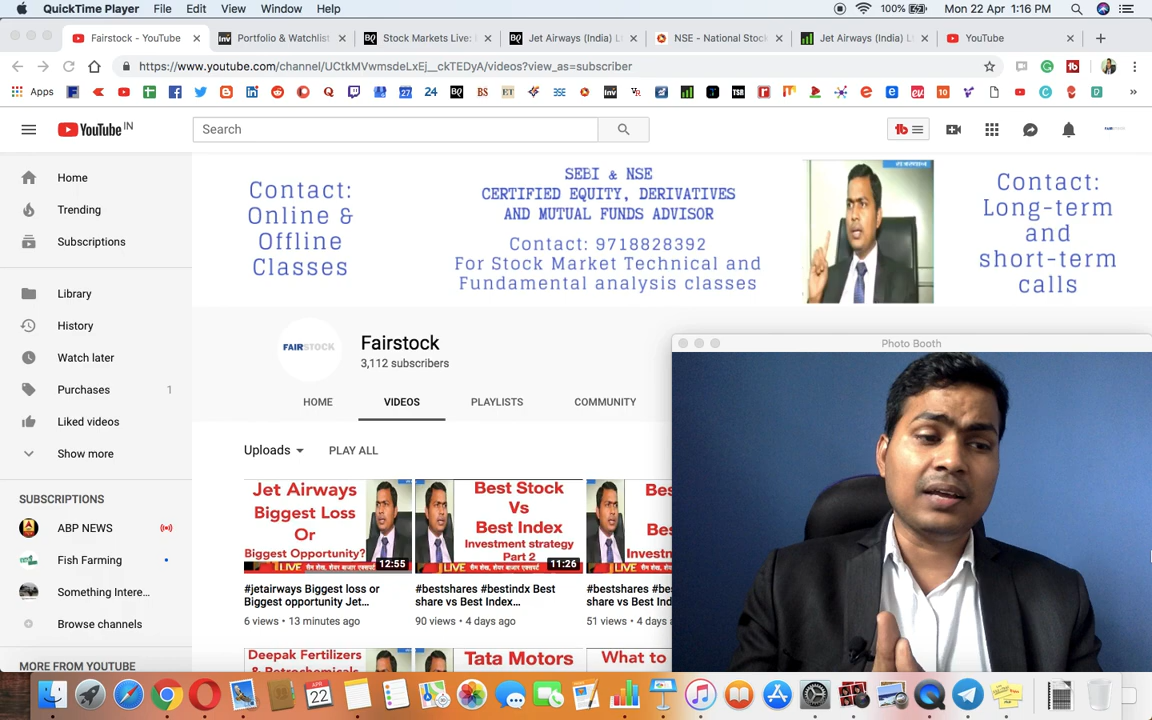 QuickTime Player File Edit View Window Help 100% Mon 22 Apr 1:16 PM
Fairstock - YouTube Portfolio & Watchlist Stock Markets Live: Jet Airways (India) L NSE - National Stock Jet Airways (India) L YouTube
https://www.youtube.com/channel/UCtkMVwmsdeLxEj__ckTEDyA/videos?view_as=subscriber
Apps
YouTube IN
Search
Home
Trending
Subscriptions
Library
History
Watch later
Purchases 1
Liked videos
Show more
SUBSCRIPTIONS
ABP NEWS
Fish Farming
Something Intere...
Browse channels
MORE FROM YOUTUBE
Contact:
Online &
Offline
Classes
SEBI & NSE
CERTIFIED EQUITY, DERIVATIVES
AND MUTUAL FUNDS ADVISOR
Contact: 9718828392
For Stock Market Technical and
Fundamental analysis classes
Contact:
Long-term
and
short-term
calls
FAIRSTOCK
Fairstock
3,112 subscribers
HOME VIDEOS PLAYLISTS COMMUNITY
Photo Booth
Uploads PLAY ALL
Jet Airways
Biggest Loss
Or
Biggest Opportunity?
12:55
#jetairways Biggest loss or
Biggest opportunity Jet...
6 views • 13 minutes ago
Best Stock
Vs
Best Index
Investment strategy
Part 2
11:26
#bestshares #bestindx Best
share vs Best Index...
90 views • 4 days ago
Bes
Be
Investm
#bestshares #bes
share vs Best Ind
51 views • 4 days
Deepak Fertilizers
& Petrochemicals
Tata Motors
What to
APR
22